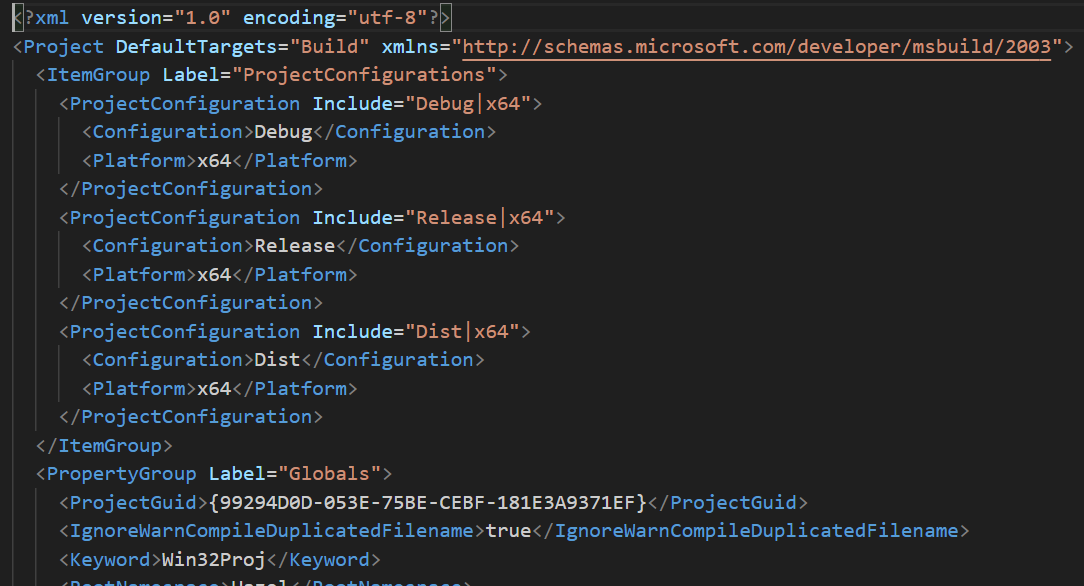 <?xml version="1.0" encoding="utf-8"?>
<Project DefaultTargets="Build" xmlns="http://schemas.microsoft.com/developer/msbuild/2003">
<ItemGroup Label="ProjectConfigurations">
<ProjectConfiguration Include="Debug|x64">
<Configuration>Debug</Configuration>
<Platform>x64</Platform>
</ProjectConfiguration>
<ProjectConfiguration Include="Release|x64">
<Configuration>Release</Configuration>
<Platform>x64</Platform>
</ProjectConfiguration>
<ProjectConfiguration Include="Dist|x64">
<Configuration>Dist</Configuration>
<Platform>x64</Platform>
</ProjectConfiguration>
</ItemGroup>
<PropertyGroup Label="Globals">
<ProjectGuid>{99294D0D-053E-75BE-CEBF-181E3A9371EF}</ProjectGuid>
<IgnoreWarnCompileDuplicatedFilename>true</IgnoreWarnCompileDuplicatedFilename>
<Keyword>Win32Proj</Keyword>
<RootNamespace>Hazel</RootNamespace>